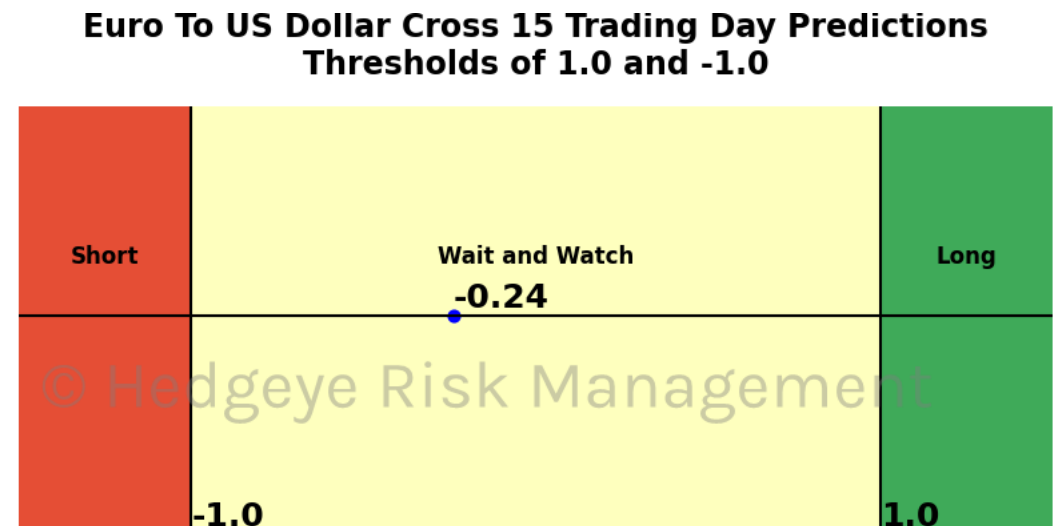 Euro To US Dollar Cross 15 Trading Day Predictions
Thresholds of 1.0 and -1.0
Short
Wait and Watch
Long
-0.24
© Hedgeye Risk Management
-1.0
1.0